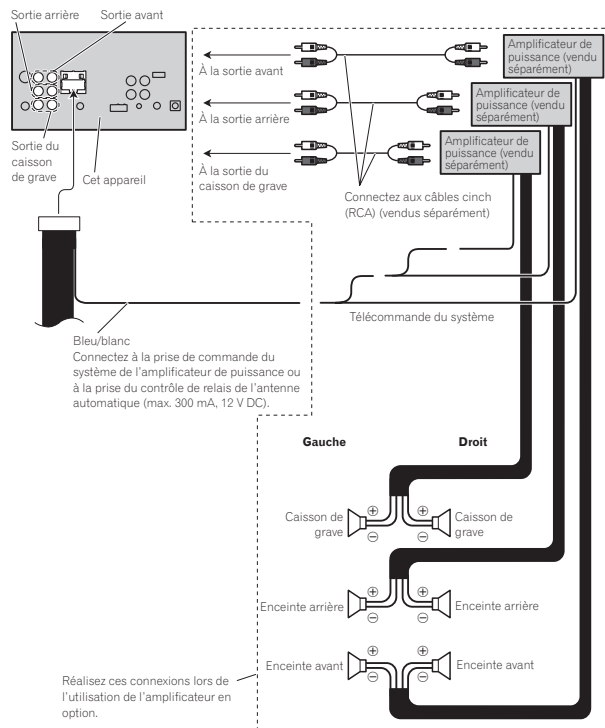 Sortie arrière
Sortie avant
Amplificateur de
puissance (vendu
séparément)
À la sortie avant
Amplificateur de
puissance (vendu
séparément)
À la sortie arrière
Amplificateur de
puissance (vendu
séparément)
Sortie du
caisson
de grave
Cet appareil
À la sortie du
caisson de grave
Connectez aux câbles cinch
(RCA) (vendus séparément)
Télécommande du système
Bleu/blanc
Connectez à la prise de commande du
système de l'amplificateur de puissance ou
à la prise du contrôle de relais de l'antenne
automatique (max. 300 mA, 12 V DC).
Gauche
Droit
Caisson de
grave
⊕
⊖
⊕
⊖
Caisson de
grave
Enceinte arrière
⊕
⊖
⊕
⊖
Enceinte arrière
Enceinte avant
⊕
⊖
⊕
⊖
Enceinte avant
Réalisez ces connexions lors de
l'utilisation de l'amplificateur en
option.